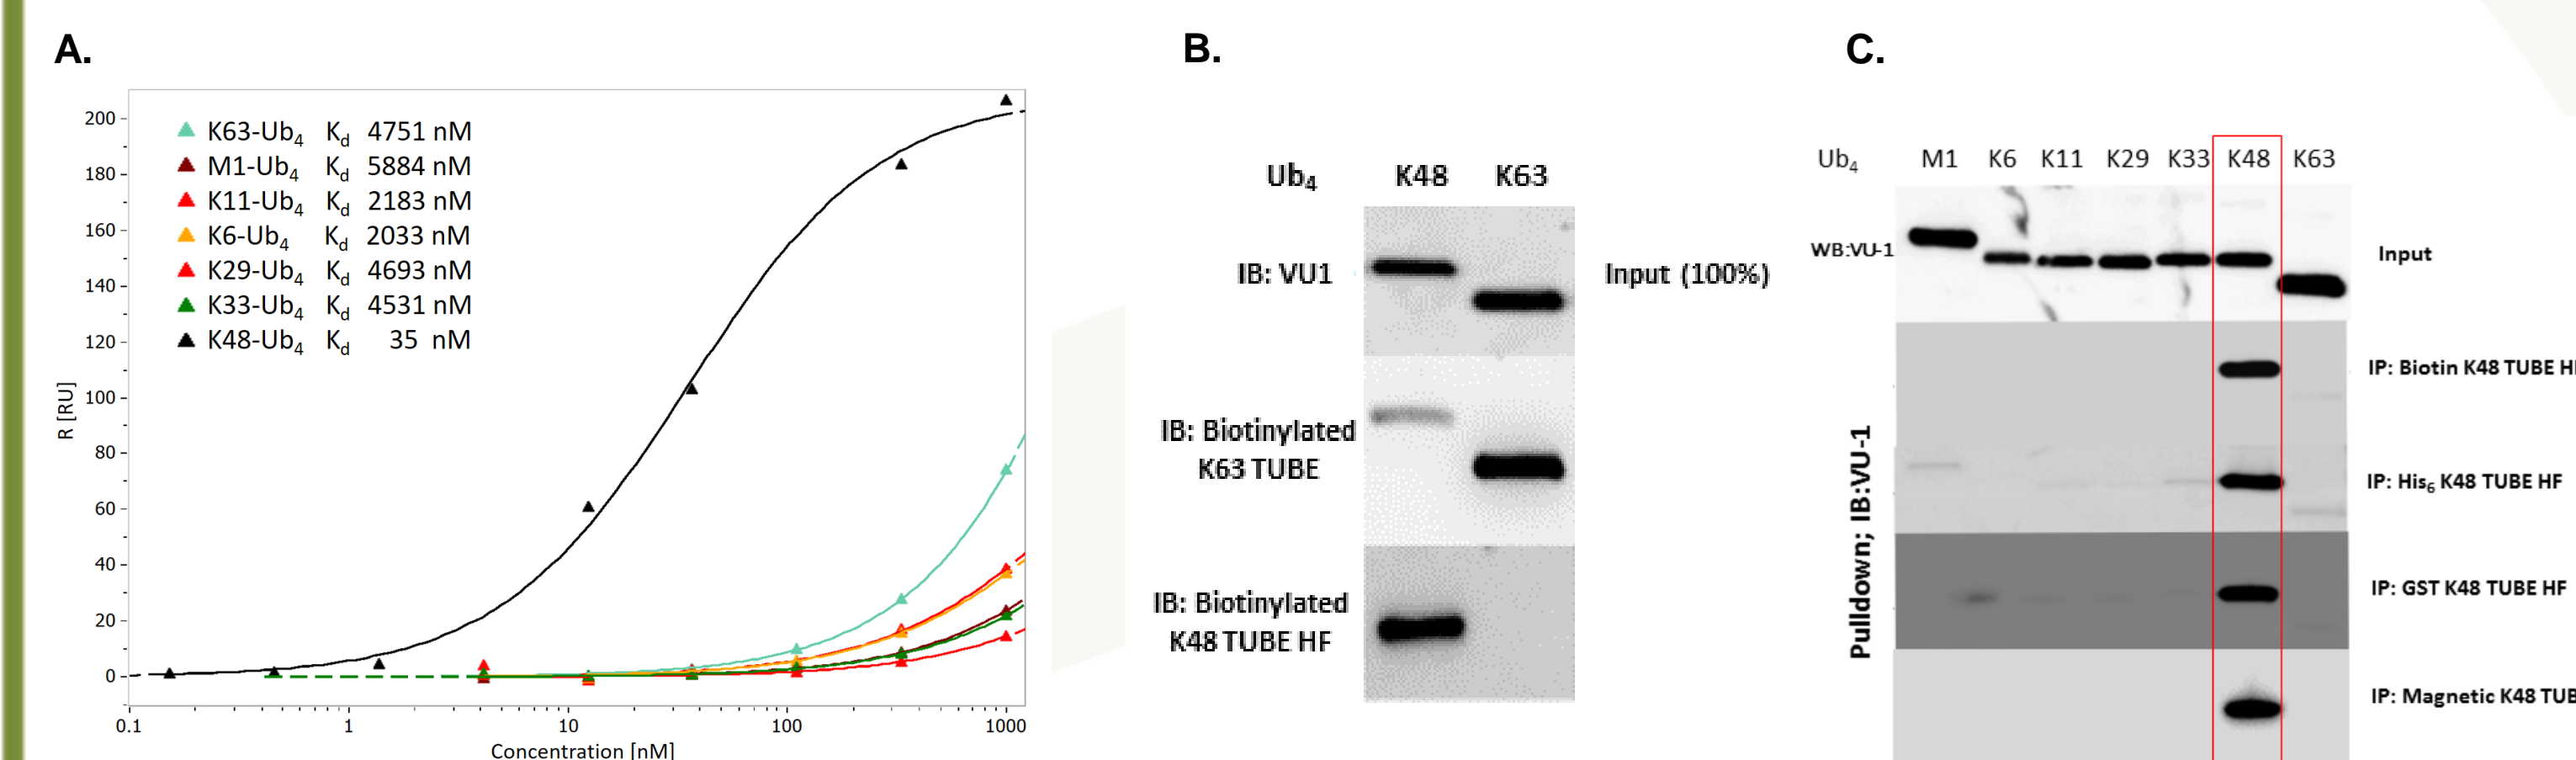 A.
K63-Ub4 Kd 4751 nM
M1-Ub4 Kd 5884 nM
K11-Ub4 Kd 2183 nM
K6-Ub4 Kd 2033 nM
K29-Ub4 Kd 4693 nM
K33-Ub4 Kd 4531 nM
K48-Ub4 Kd 35 nM
R [RU]
200
180
160
140
120
100
80
60
40
20
0
0.1 1 10 100 1000
Concentration [nM]
B.
Ub4 K48 K63
IB: VU1
Input (100%)
IB: Biotinylated
K63 TUBE
IB: Biotinylated
K48 TUBE HF
C.
Ub4 M1 K6 K11 K29 K33 K48 K63
WB:VU-1
Input
Pulldown; IB:VU-1
IP: Biotin K48 TUBE H
IP: His6 K48 TUBE HF
IP: GST K48 TUBE HF
IP: Magnetic K48 TUB